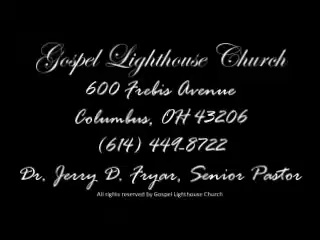 Gospel Lighthouse Church
600 Frebis Avenue
Columbus, OH 43206
(614) 449-8722
Dr. Jerry D. Fryar, Senior Pastor
All rights reserved by Gospel Lighthouse Church